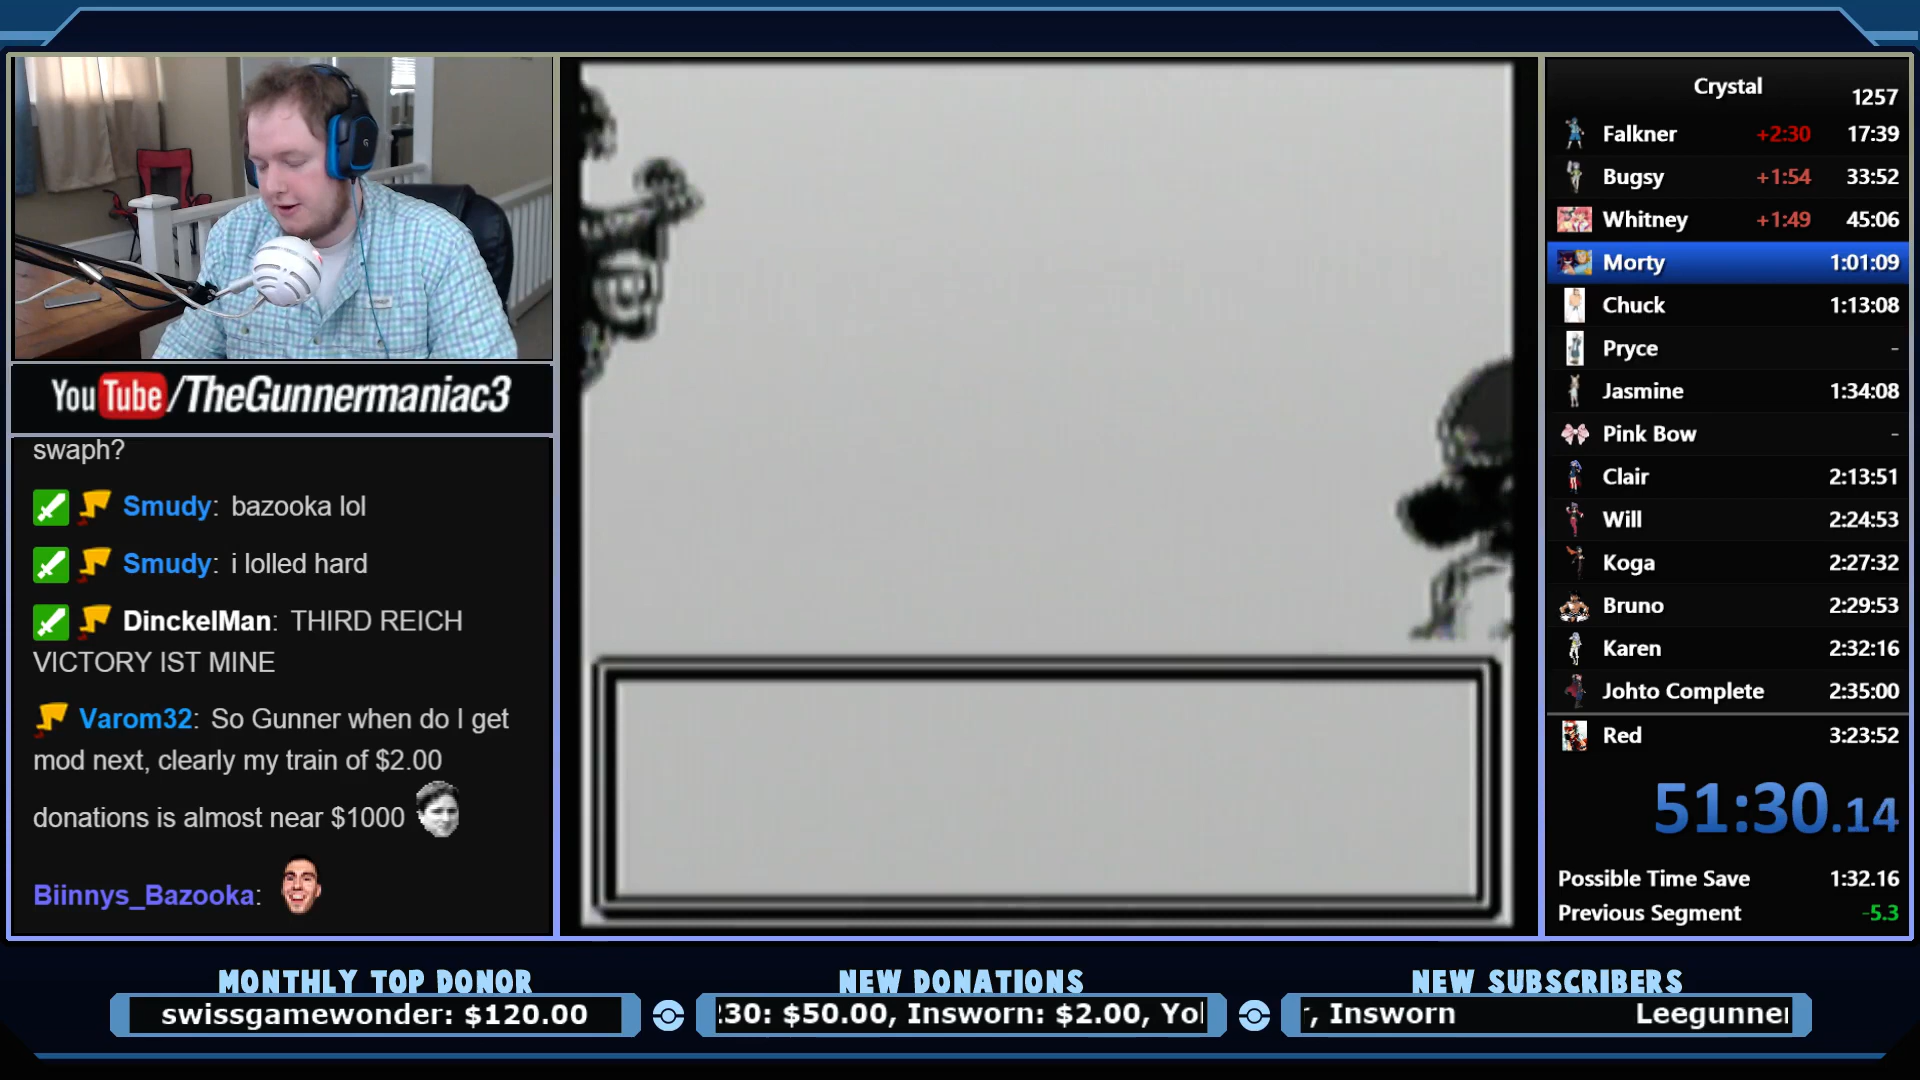 YouTube/TheGunnermaniac3
swaph?
Smudy: bazooka lol
Smudy: i lolled hard
DinckelMan: THIRD REICH
VICTORY IST MINE
Varom32: So Gunner when do I get
mod next, clearly my train of $2.00
donations is almost near $1000
Biinnys_Bazooka:
Crystal
1257
Falkner +2:30 17:39
Bugsy +1:54 33:52
Whitney +1:49 45:06
Morty 1:01:09
Chuck 1:13:08
Pryce -
Jasmine 1:34:08
Pink Bow -
Clair 2:13:51
Will 2:24:53
Koga 2:27:32
Bruno 2:29:53
Karen 2:32:16
Johto Complete 2:35:00
Red 3:23:52
51:30.14
Possible Time Save 1:32.16
Previous Segment -5.3
MONTHLY TOP DONOR
swissgamewonder: $120.00
NEW DONATIONS
30: $50.00, Insworn: $2.00, Yo
NEW SUBSCRIBERS
, Insworn Leegunne